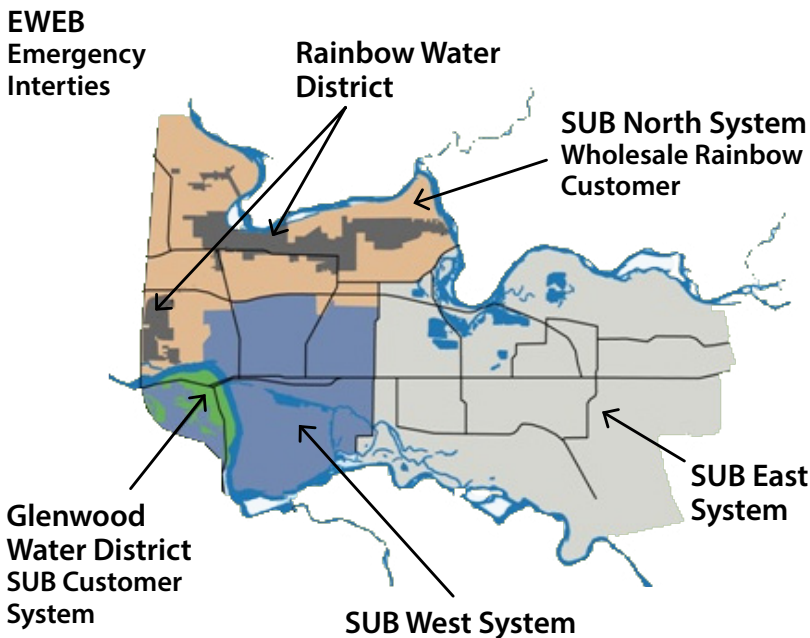 EWEB
Emergency
Interties
Rainbow Water
District
SUB North System
Wholesale Rainbow
Customer
SUB East
System
Glenwood
Water District
SUB Customer
System
SUB West System